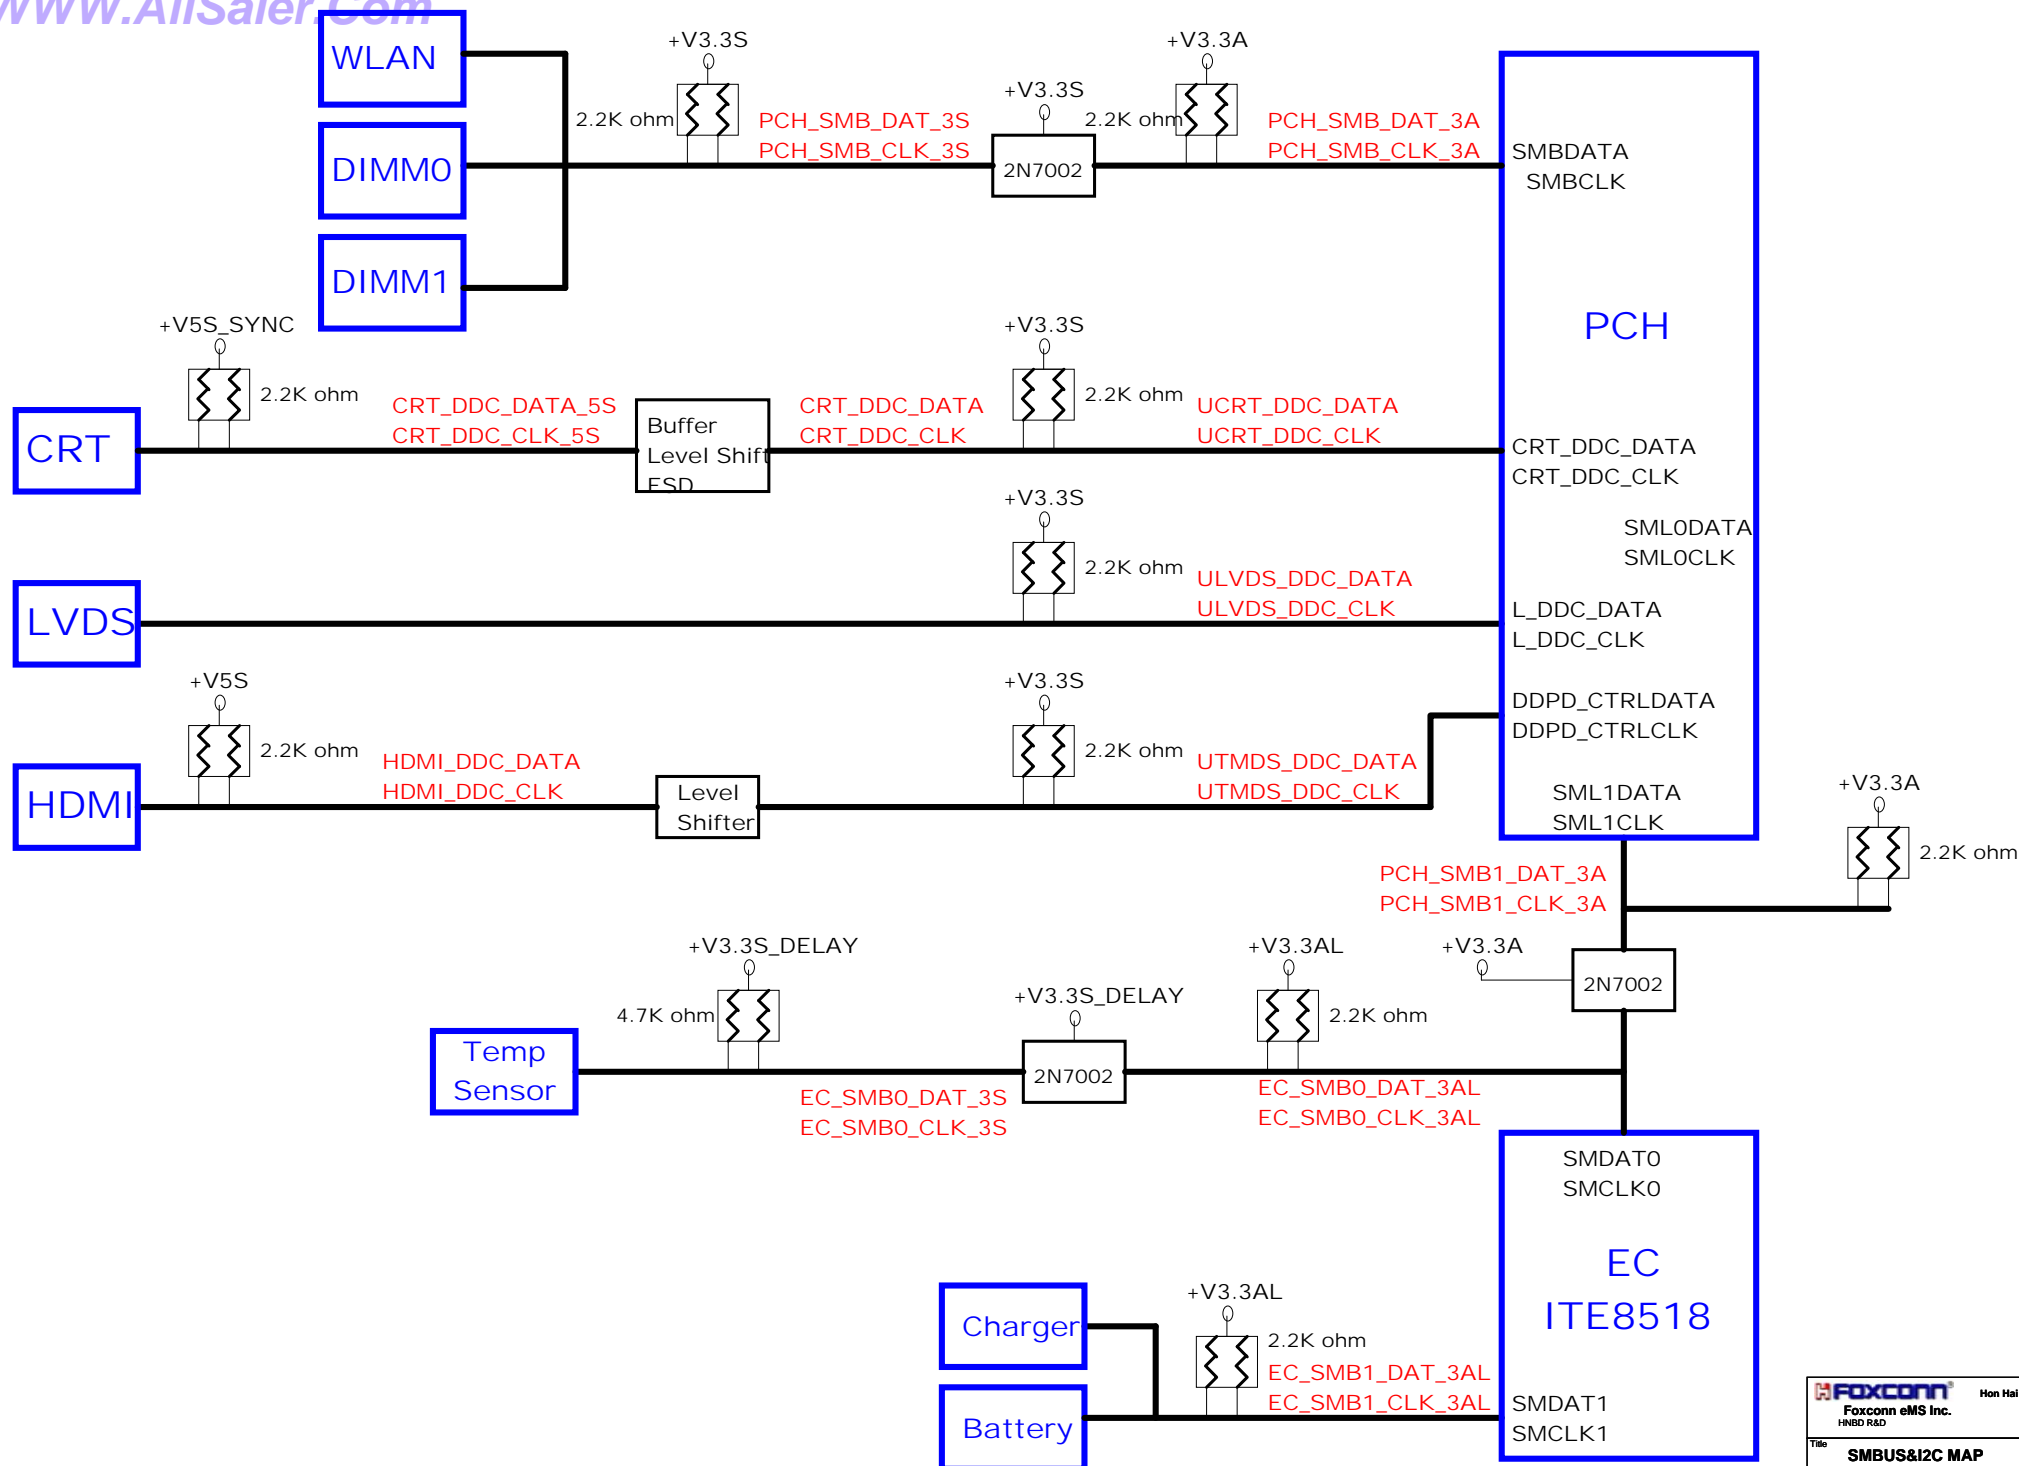 WWW.AllSaler.Com
WLAN
DIMM0
DIMM1
+V3.3S
2.2K ohm
PCH_SMB_DAT_3S
PCH_SMB_CLK_3S
+V3.3S
2N7002
+V3.3A
2.2K ohm
PCH_SMB_DAT_3A
PCH_SMB_CLK_3A
SMBDATA
SMBCLK
PCH
+V5S_SYNC
2.2K ohm
CRT
CRT_DDC_DATA_5S
CRT_DDC_CLK_5S
Buffer
Level Shift
ESD
CRT_DDC_DATA
CRT_DDC_CLK
+V3.3S
2.2K ohm
UCRT_DDC_DATA
UCRT_DDC_CLK
CRT_DDC_DATA
CRT_DDC_CLK
SML0DATA
SML0CLK
LVDS
+V3.3S
2.2K ohm
ULVDS_DDC_DATA
ULVDS_DDC_CLK
L_DDC_DATA
L_DDC_CLK
+V5S
2.2K ohm
HDMI
HDMI_DDC_DATA
HDMI_DDC_CLK
Level
Shifter
+V3.3S
2.2K ohm
UTMDS_DDC_DATA
UTMDS_DDC_CLK
DDPD_CTRLDATA
DDPD_CTRLCLK
SML1DATA
SML1CLK
+V3.3A
2.2K ohm
PCH_SMB1_DAT_3A
PCH_SMB1_CLK_3A
+V3.3A
2N7002
Temp
Sensor
+V3.3S_DELAY
4.7K ohm
EC_SMB0_DAT_3S
EC_SMB0_CLK_3S
+V3.3S_DELAY
2N7002
+V3.3AL
2.2K ohm
EC_SMB0_DAT_3AL
EC_SMB0_CLK_3AL
SMDAT0
SMCLK0
EC
ITE8518
Charger
Battery
+V3.3AL
2.2K ohm
EC_SMB1_DAT_3AL
EC_SMB1_CLK_3AL
SMDAT1
SMCLK1
FOXCONN® Hon Hai
Foxconn eMS Inc.
HNBD R&D
Title
SMBUS&I2C MAP